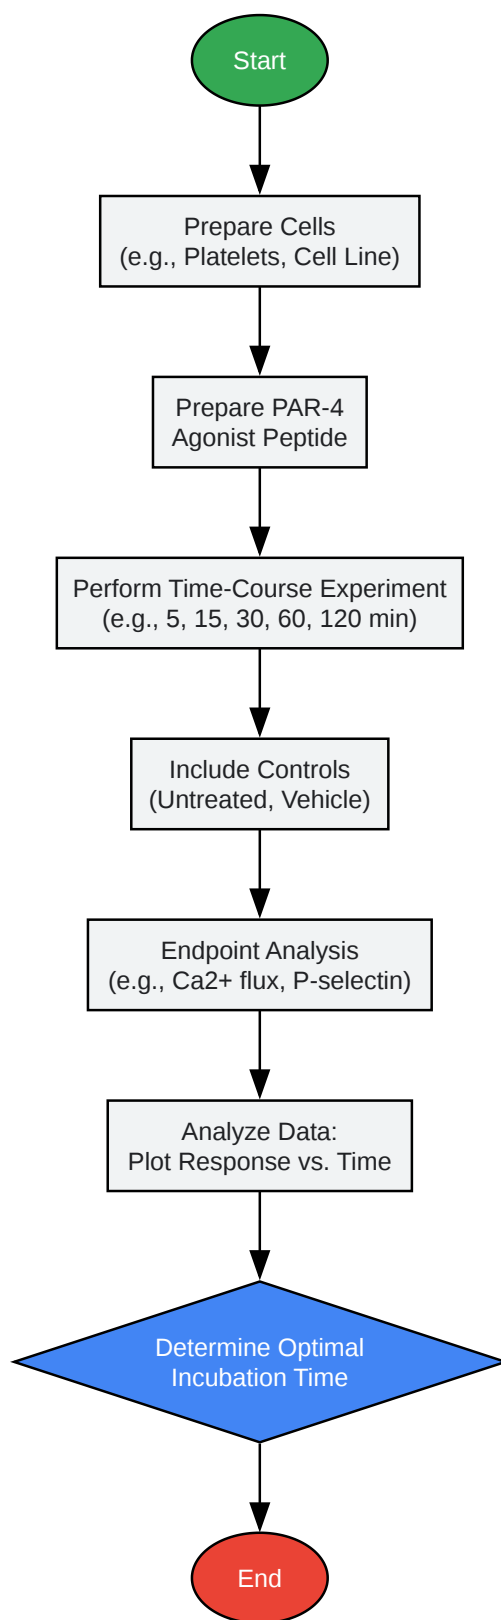 Start
Prepare Cells
(e.g., Platelets, Cell Line)
Prepare PAR-4
Agonist Peptide
Perform Time-Course Experiment
(e.g., 5, 15, 30, 60, 120 min)
Include Controls
(Untreated, Vehicle)
Endpoint Analysis
(e.g., Ca2+ flux, P-selectin)
Analyze Data:
Plot Response vs. Time
Determine Optimal
Incubation Time
End